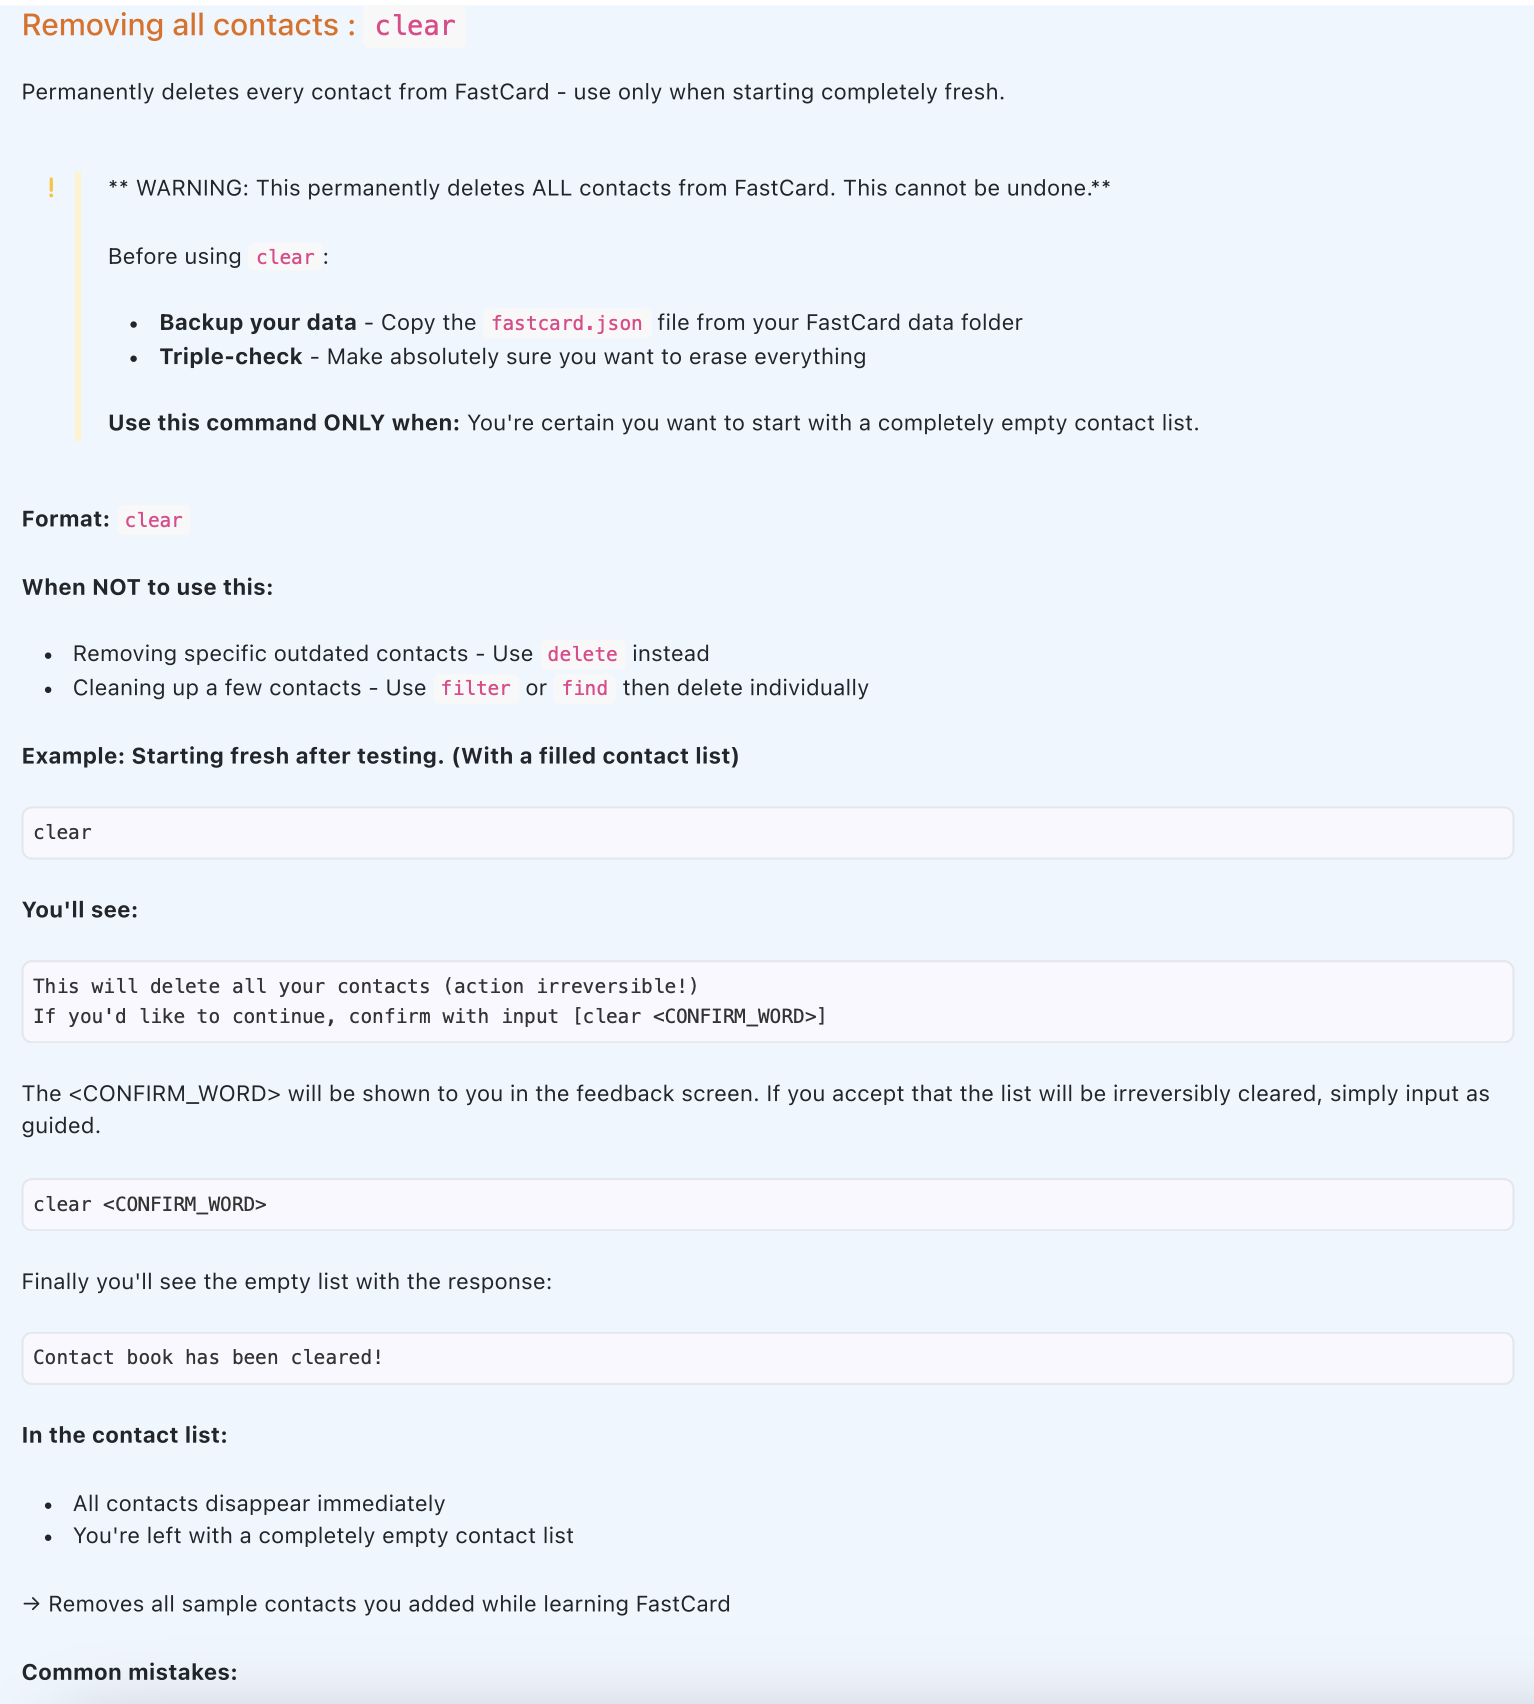 Removing all contacts : clear
Permanently deletes every contact from FastCard - use only when starting completely fresh.
! ** WARNING: This permanently deletes ALL contacts from FastCard. This cannot be undone.**
Before using clear :
• Backup your data - Copy the fastcard.json file from your FastCard data folder
• Triple-check - Make absolutely sure you want to erase everything
Use this command ONLY when: You're certain you want to start with a completely empty contact list.
Format: clear
When NOT to use this:
• Removing specific outdated contacts - Use delete instead
• Cleaning up a few contacts - Use filter or find then delete individually
Example: Starting fresh after testing. (With a filled contact list)
clear
You'll see:
This will delete all your contacts (action irreversible!)
If you'd like to continue, confirm with input [clear <CONFIRM_WORD>]
The <CONFIRM_WORD> will be shown to you in the feedback screen. If you accept that the list will be irreversibly cleared, simply input as
guided.
clear <CONFIRM_WORD>
Finally you'll see the empty list with the response:
Contact book has been cleared!
In the contact list:
• All contacts disappear immediately
• You're left with a completely empty contact list
→ Removes all sample contacts you added while learning FastCard
Common mistakes: